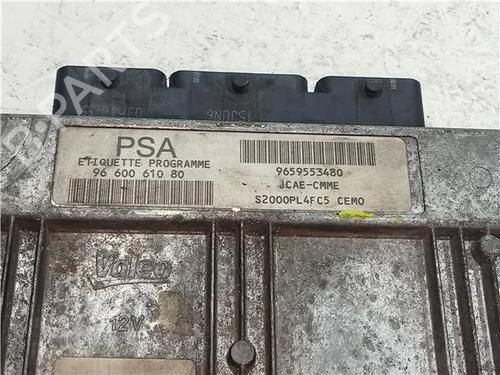 PSA
ETIQUETTE PROGRAMME
96 600 610 80
9659553480
JCAE-CMME
S2000PL4FC5 CEMO
Valeo
12V